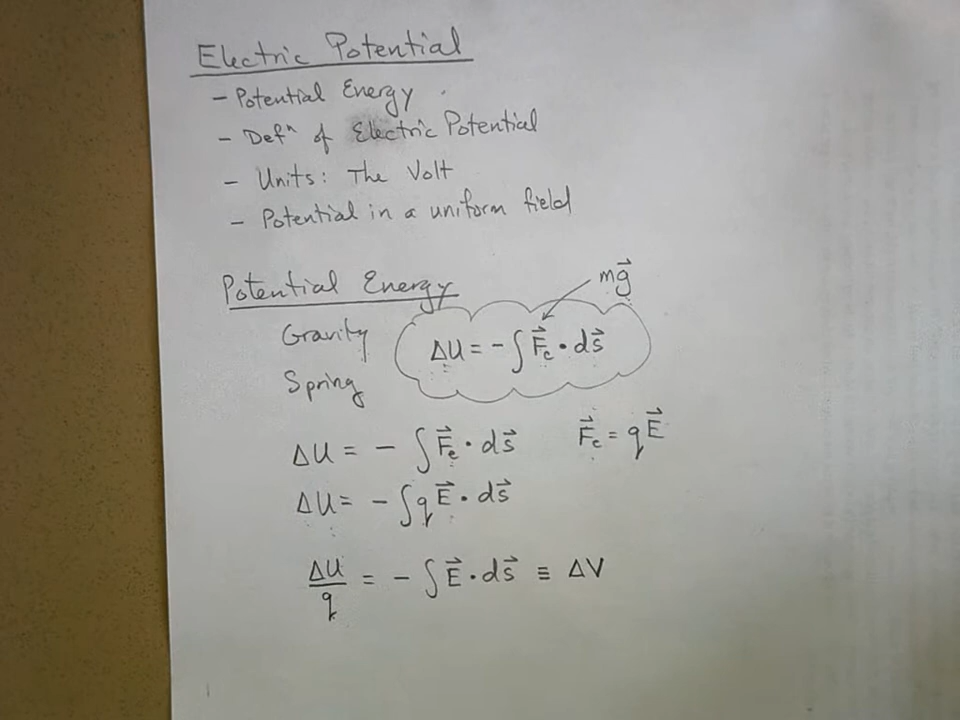 Electric Potential
- Potential Energy
- Defⁿ of Electric Potential
- Units: The Volt
- Potential in a uniform field
Potential Energy
mg⃗
Gravity
ΔU = - ∫ F⃗c • ds⃗
Spring
ΔU = - ∫ F⃗e • ds⃗ F⃗e = qE⃗
ΔU = - ∫ qE⃗ • ds⃗
ΔU/q = - ∫ E⃗ • ds⃗ ≡ ΔV